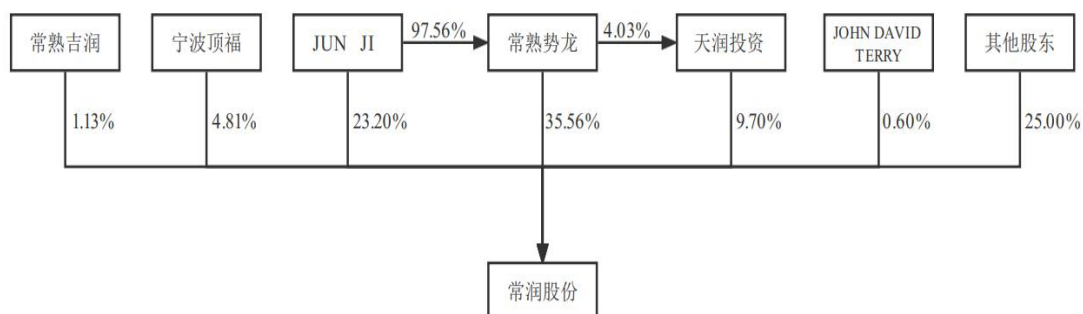 常熟吉润
宁波顶福
JUN JI
97.56%
常熟势龙
4.03%
天润投资
JOHN DAVID
TERRY
其他股东
1.13%
4.81%
23.20%
35.56%
9.70%
0.60%
25.00%
常润股份